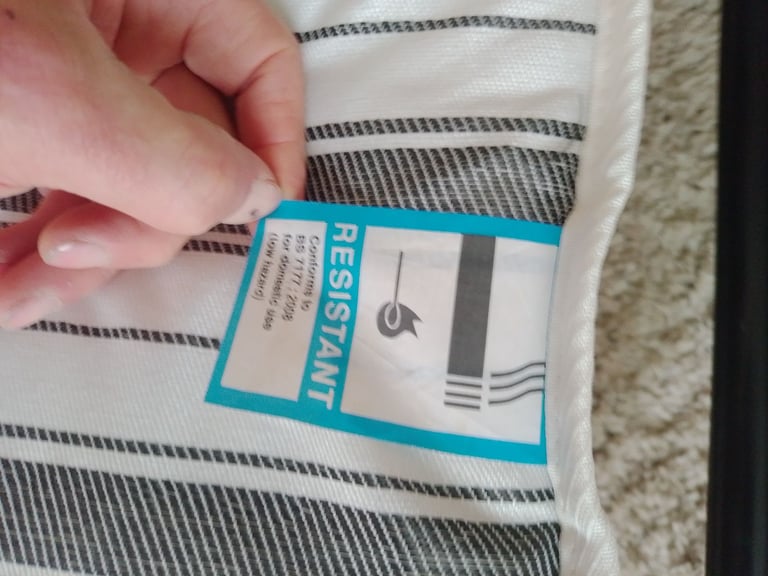 RESISTANT
Conforms to
BS 7177 : 2008
for domestic use
(low hazard)